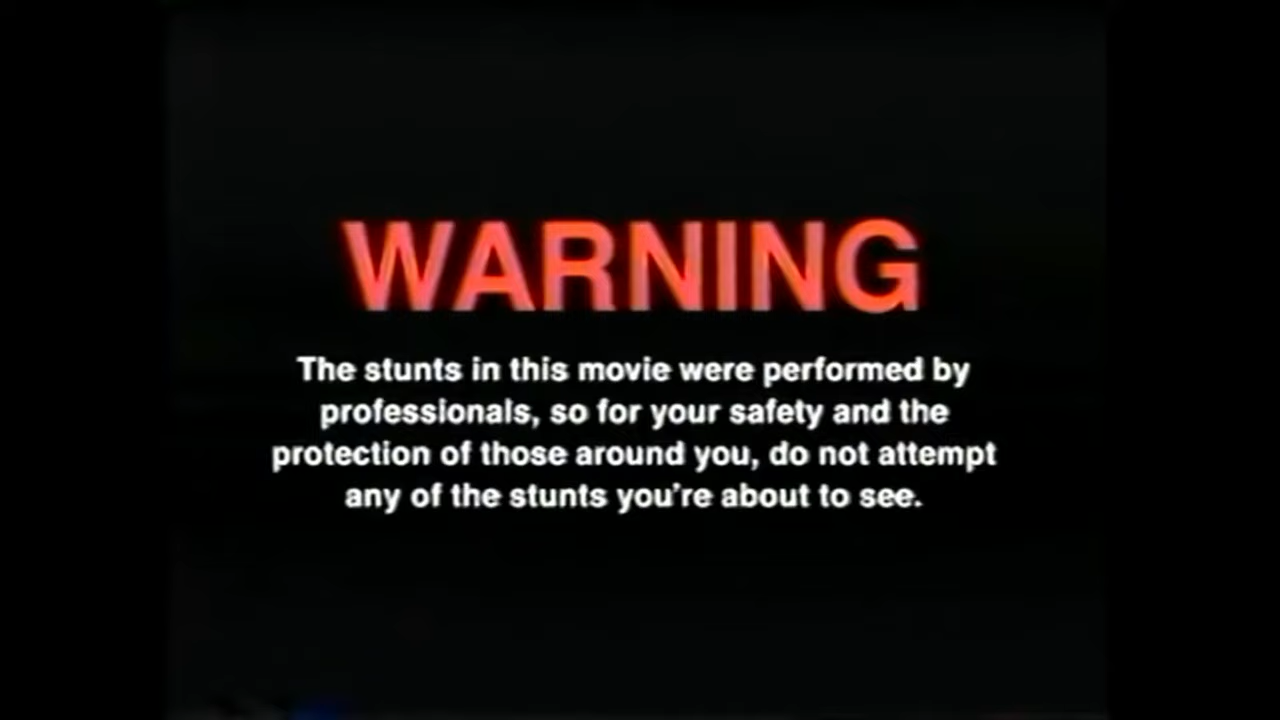 WARNING
The stunts in this movie were performed by
professionals, so for your safety and the
protection of those around you, do not attempt
any of the stunts you're about to see.